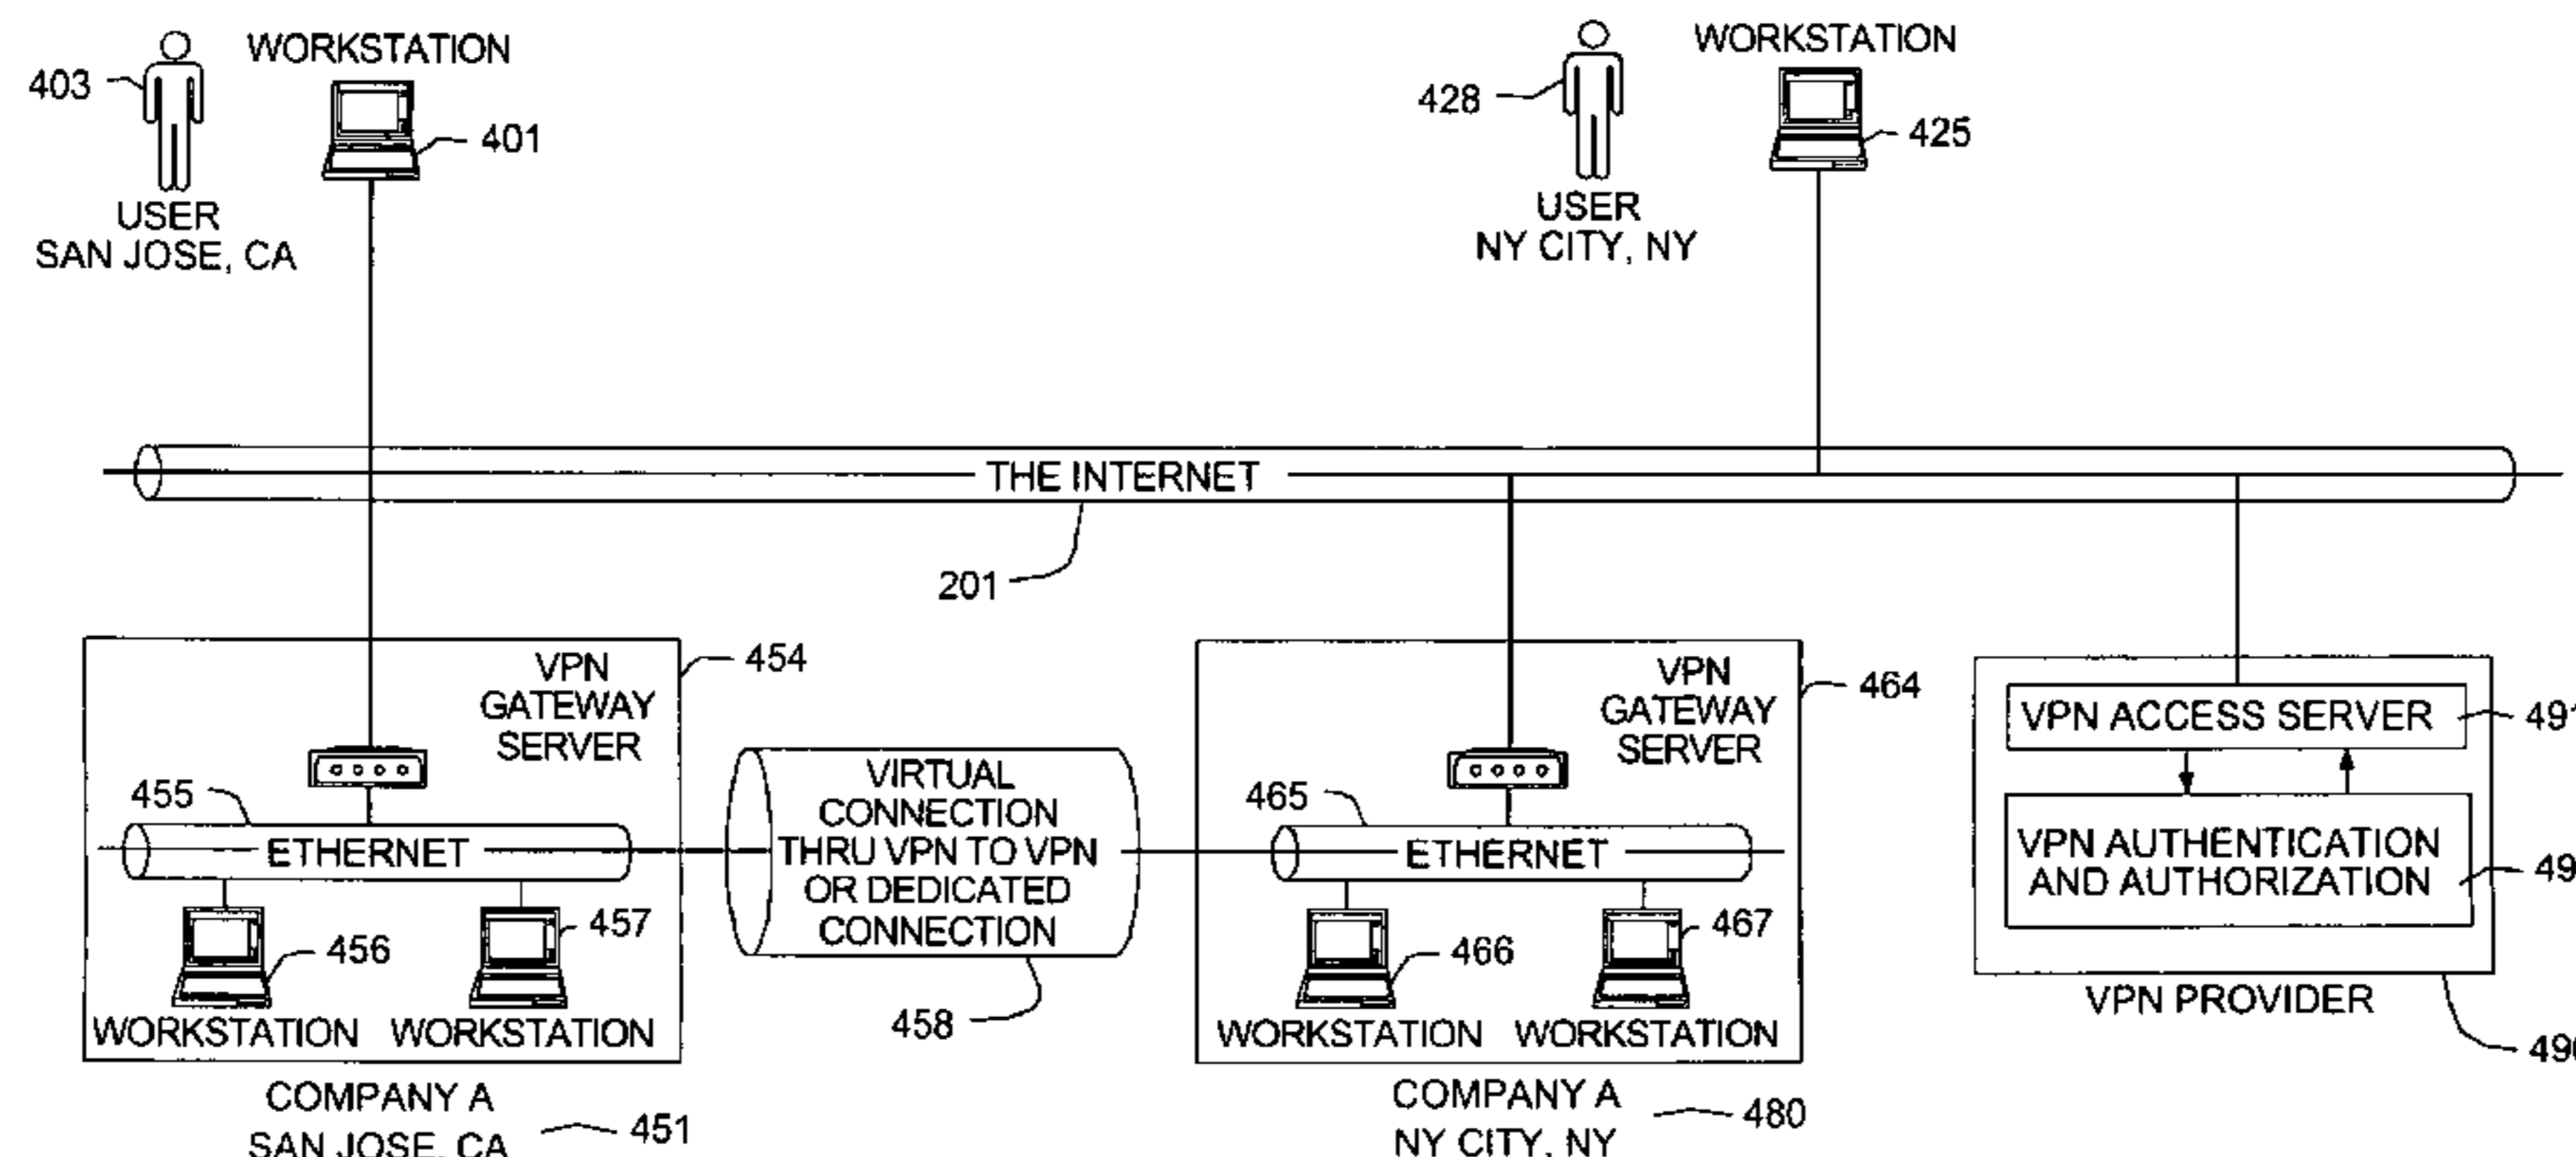 WORKSTATION
403
401
USER
SAN JOSE, CA
WORKSTATION
428
425
USER
NY CITY, NY
THE INTERNET
201
VPN
GATEWAY
SERVER
454
455
ETHERNET
456
457
WORKSTATION
WORKSTATION
COMPANY A
SAN JOSE, CA
451
VIRTUAL
CONNECTION
THRU VPN TO VPN
OR DEDICATED
CONNECTION
458
VPN
GATEWAY
SERVER
464
465
ETHERNET
466
467
WORKSTATION
WORKSTATION
COMPANY A
NY CITY, NY
480
VPN ACCESS SERVER
491
VPN AUTHENTICATION
AND AUTHORIZATION
VPN PROVIDER
490